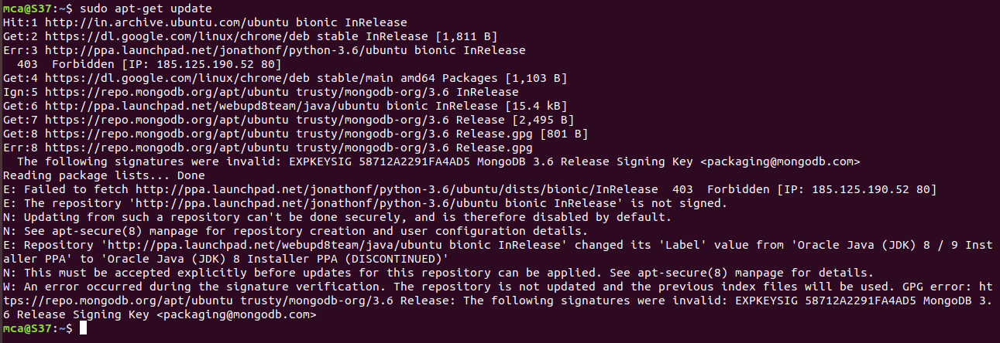 mca@S37:~$ sudo apt-get update
Hit:1 http://in.archive.ubuntu.com/ubuntu bionic InRelease
Get:2 https://dl.google.com/linux/chrome/deb stable InRelease [1,811 B]
Err:3 http://ppa.launchpad.net/jonathonf/python-3.6/ubuntu bionic InRelease
  403  Forbidden [IP: 185.125.190.52 80]
Get:4 https://dl.google.com/linux/chrome/deb stable/main amd64 Packages [1,103 B]
Ign:5 https://repo.mongodb.org/apt/ubuntu trusty/mongodb-org/3.6 InRelease
Get:6 http://ppa.launchpad.net/webupd8team/java/ubuntu bionic InRelease [15.4 kB]
Get:7 https://repo.mongodb.org/apt/ubuntu trusty/mongodb-org/3.6 Release [2,495 B]
Get:8 https://repo.mongodb.org/apt/ubuntu trusty/mongodb-org/3.6 Release.gpg [801 B]
Err:8 https://repo.mongodb.org/apt/ubuntu trusty/mongodb-org/3.6 Release.gpg
  The following signatures were invalid: EXPKEYSIG 58712A2291FA4AD5 MongoDB 3.6 Release Signing Key <packaging@mongodb.com>
Reading package lists... Done
E: Failed to fetch http://ppa.launchpad.net/jonathonf/python-3.6/ubuntu/dists/bionic/InRelease  403  Forbidden [IP: 185.125.190.52 80]
E: The repository 'http://ppa.launchpad.net/jonathonf/python-3.6/ubuntu bionic InRelease' is not signed.
N: Updating from such a repository can't be done securely, and is therefore disabled by default.
N: See apt-secure(8) manpage for repository creation and user configuration details.
E: Repository 'http://ppa.launchpad.net/webupd8team/java/ubuntu bionic InRelease' changed its 'Label' value from 'Oracle Java (JDK) 8 / 9 Inst
aller PPA' to 'Oracle Java (JDK) 8 Installer PPA (DISCONTINUED)'
N: This must be accepted explicitly before updates for this repository can be applied. See apt-secure(8) manpage for details.
W: An error occurred during the signature verification. The repository is not updated and the previous index files will be used. GPG error: ht
tps://repo.mongodb.org/apt/ubuntu trusty/mongodb-org/3.6 Release: The following signatures were invalid: EXPKEYSIG 58712A2291FA4AD5 MongoDB 3.
6 Release Signing Key <packaging@mongodb.com>
mca@S37:~$